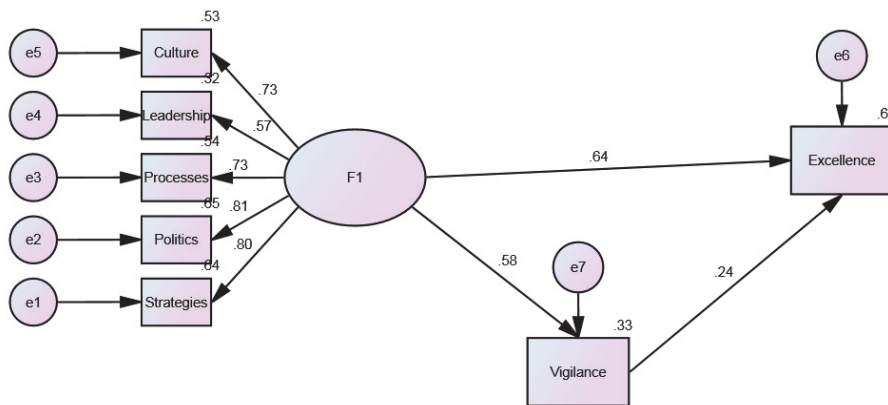 .53
e5
Culture
.73
.32
e4
Leadership
.57
.54
e3
Processes
.73
.65
e2
Politics
.81
.64
e1
Strategies
.80
F1
.64
.58
e7
.33
Vigilance
.24
e6
Excellence